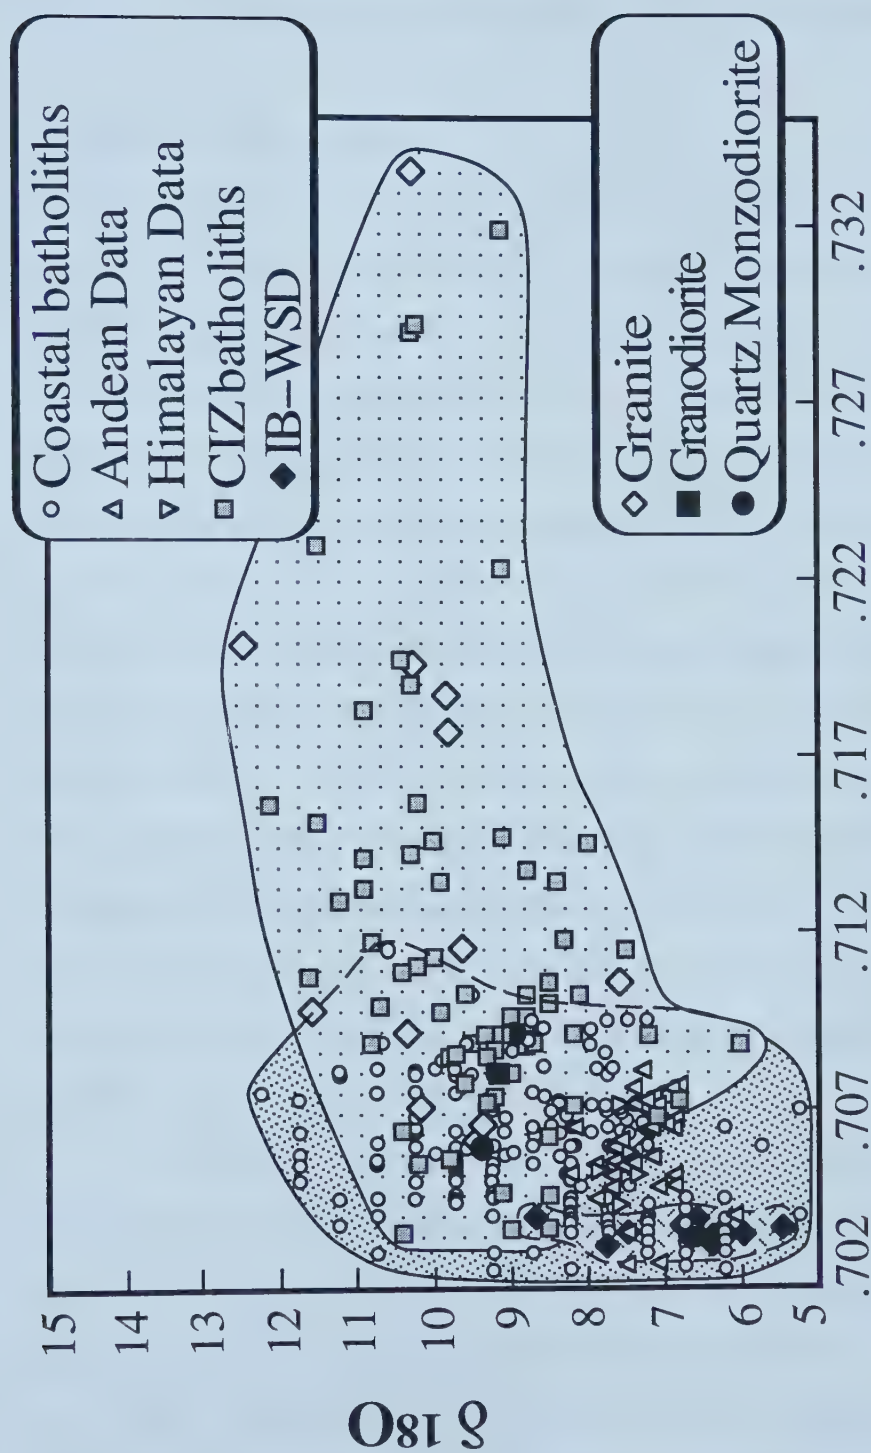 Coastal batholiths
Andean Data
Himalayan Data
CIZ batholiths
IB–WSD
Granite
Granodiorite
Quartz Monzodiorite
15
14
13
12
11
10
9
8
7
6
5
.702
.707
.712
.717
.722
.727
.732
δ 18O